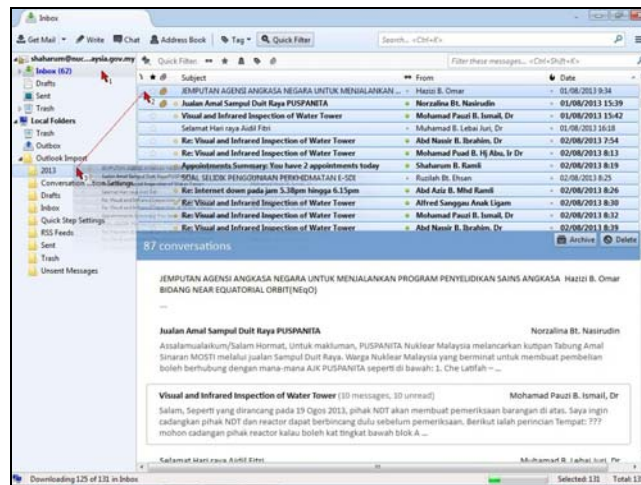 Inbox
Get Mail Write Chat Address Book Tag Quick Filter Search... <Ctrl+K>
shaharum@nuc...aysia.gov.my
Inbox (62)
Drafts
Sent
Trash
Local Folders
Trash
Outbox
Outlook Import
2013
Conversation
Drafts
Inbox
Quick Step Settings
RSS Feeds
Sent
Trash
Unsent Messages
Quick Filter: Filter these messages... <Ctrl+Shift+K>
Subject From Date
JEMPUTAN AGENSI ANGKASA NEGARA UNTUK MENJALANKAN ... Hazizi B. Omar 01/08/2013 9:34
Jualan Amal Sampul Duit Raya PUSPANITA Norzalina Bt. Nasirudin 01/08/2013 15:39
Visual and Infrared Inspection of Water Tower Mohamad Pauzi B. Ismail, Dr 01/08/2013 15:42
Selamat Hari raya Aidil Fitri Muhamad B. Lebai Juri, Dr 01/08/2013 16:18
Re: Visual and Infrared Inspection of Water Tower Abd Nassir B. Ibrahim, Dr 02/08/2013 7:54
Re: Visual and Infrared Inspection of Water Tower Mohamad Puad B. Hj Abu, Ir Dr 02/08/2013 8:13
Appointments Summary: You have 2 appointments today Shaharum B. Ramli 02/08/2013 8:19
SOAL SELIDIK PENGGUNAAN PERKHIDMATAN E-SDI Ruzilah Bt. Ehsan 02/08/2013 8:25
Re: Internet down pada jam 5.38pm hingga 6.15pm Abd Aziz B. Mhd Ramli 02/08/2013 8:26
Re: Visual and Infrared Inspection of Water Tower Alfred Sanggau Anak Ligam 02/08/2013 8:30
Re: Visual and Infrared Inspection of Water Tower Mohamad Pauzi B. Ismail, Dr 02/08/2013 8:32
Re: Visual and Infrared Inspection of Water Tower Abd Nassir B. Ibrahim, Dr 02/08/2013 8:39
87 conversations Archive Delete
JEMPUTAN AGENSI ANGKASA NEGARA UNTUK MENJALANKAN PROGRAM PENYELIDIKAN SAINS ANGKASA Hazizi B. Omar
BIDANG NEAR EQUATORIAL ORBIT(NEqO)
...
Jualan Amal Sampul Duit Raya PUSPANITA Norzalina Bt. Nasirudin
Assalamualaikum/Salam Hormat, Untuk makluman, PUSPANITA Nuklear Malaysia melancarkan kutipan Tabung Amal
Sinaran MOSTI melalui jualan Sampul Duit Raya. Warga Nuklear Malaysia yang berminat untuk membuat pembelian
boleh berhubung dengan mana-mana AJK PUSPANITA seperti di bawah: 1. Che Latifah – ...
Visual and Infrared Inspection of Water Tower (10 messages, 10 unread) Mohamad Pauzi B. Ismail, Dr
Salam, Seperti yang dirancang pada 19 Ogos 2013, pihak NDT akan membuat pemeriksaan barangan di atas. Saya ingin
cadangkan pihak NDT dan reactor dapat berbincang dulu sebelum pemeriksaan. Berikut ialah perincian Tempat: ???
mohon cadangan pihak reactor kalau boleh kat tingkat bawah blok A ...
Selamat Hari raya Aidil Fitri Muhamad B. Lebai Juri, Dr
Downloading 125 of 131 in Inbox Selected: 131 Total: 13